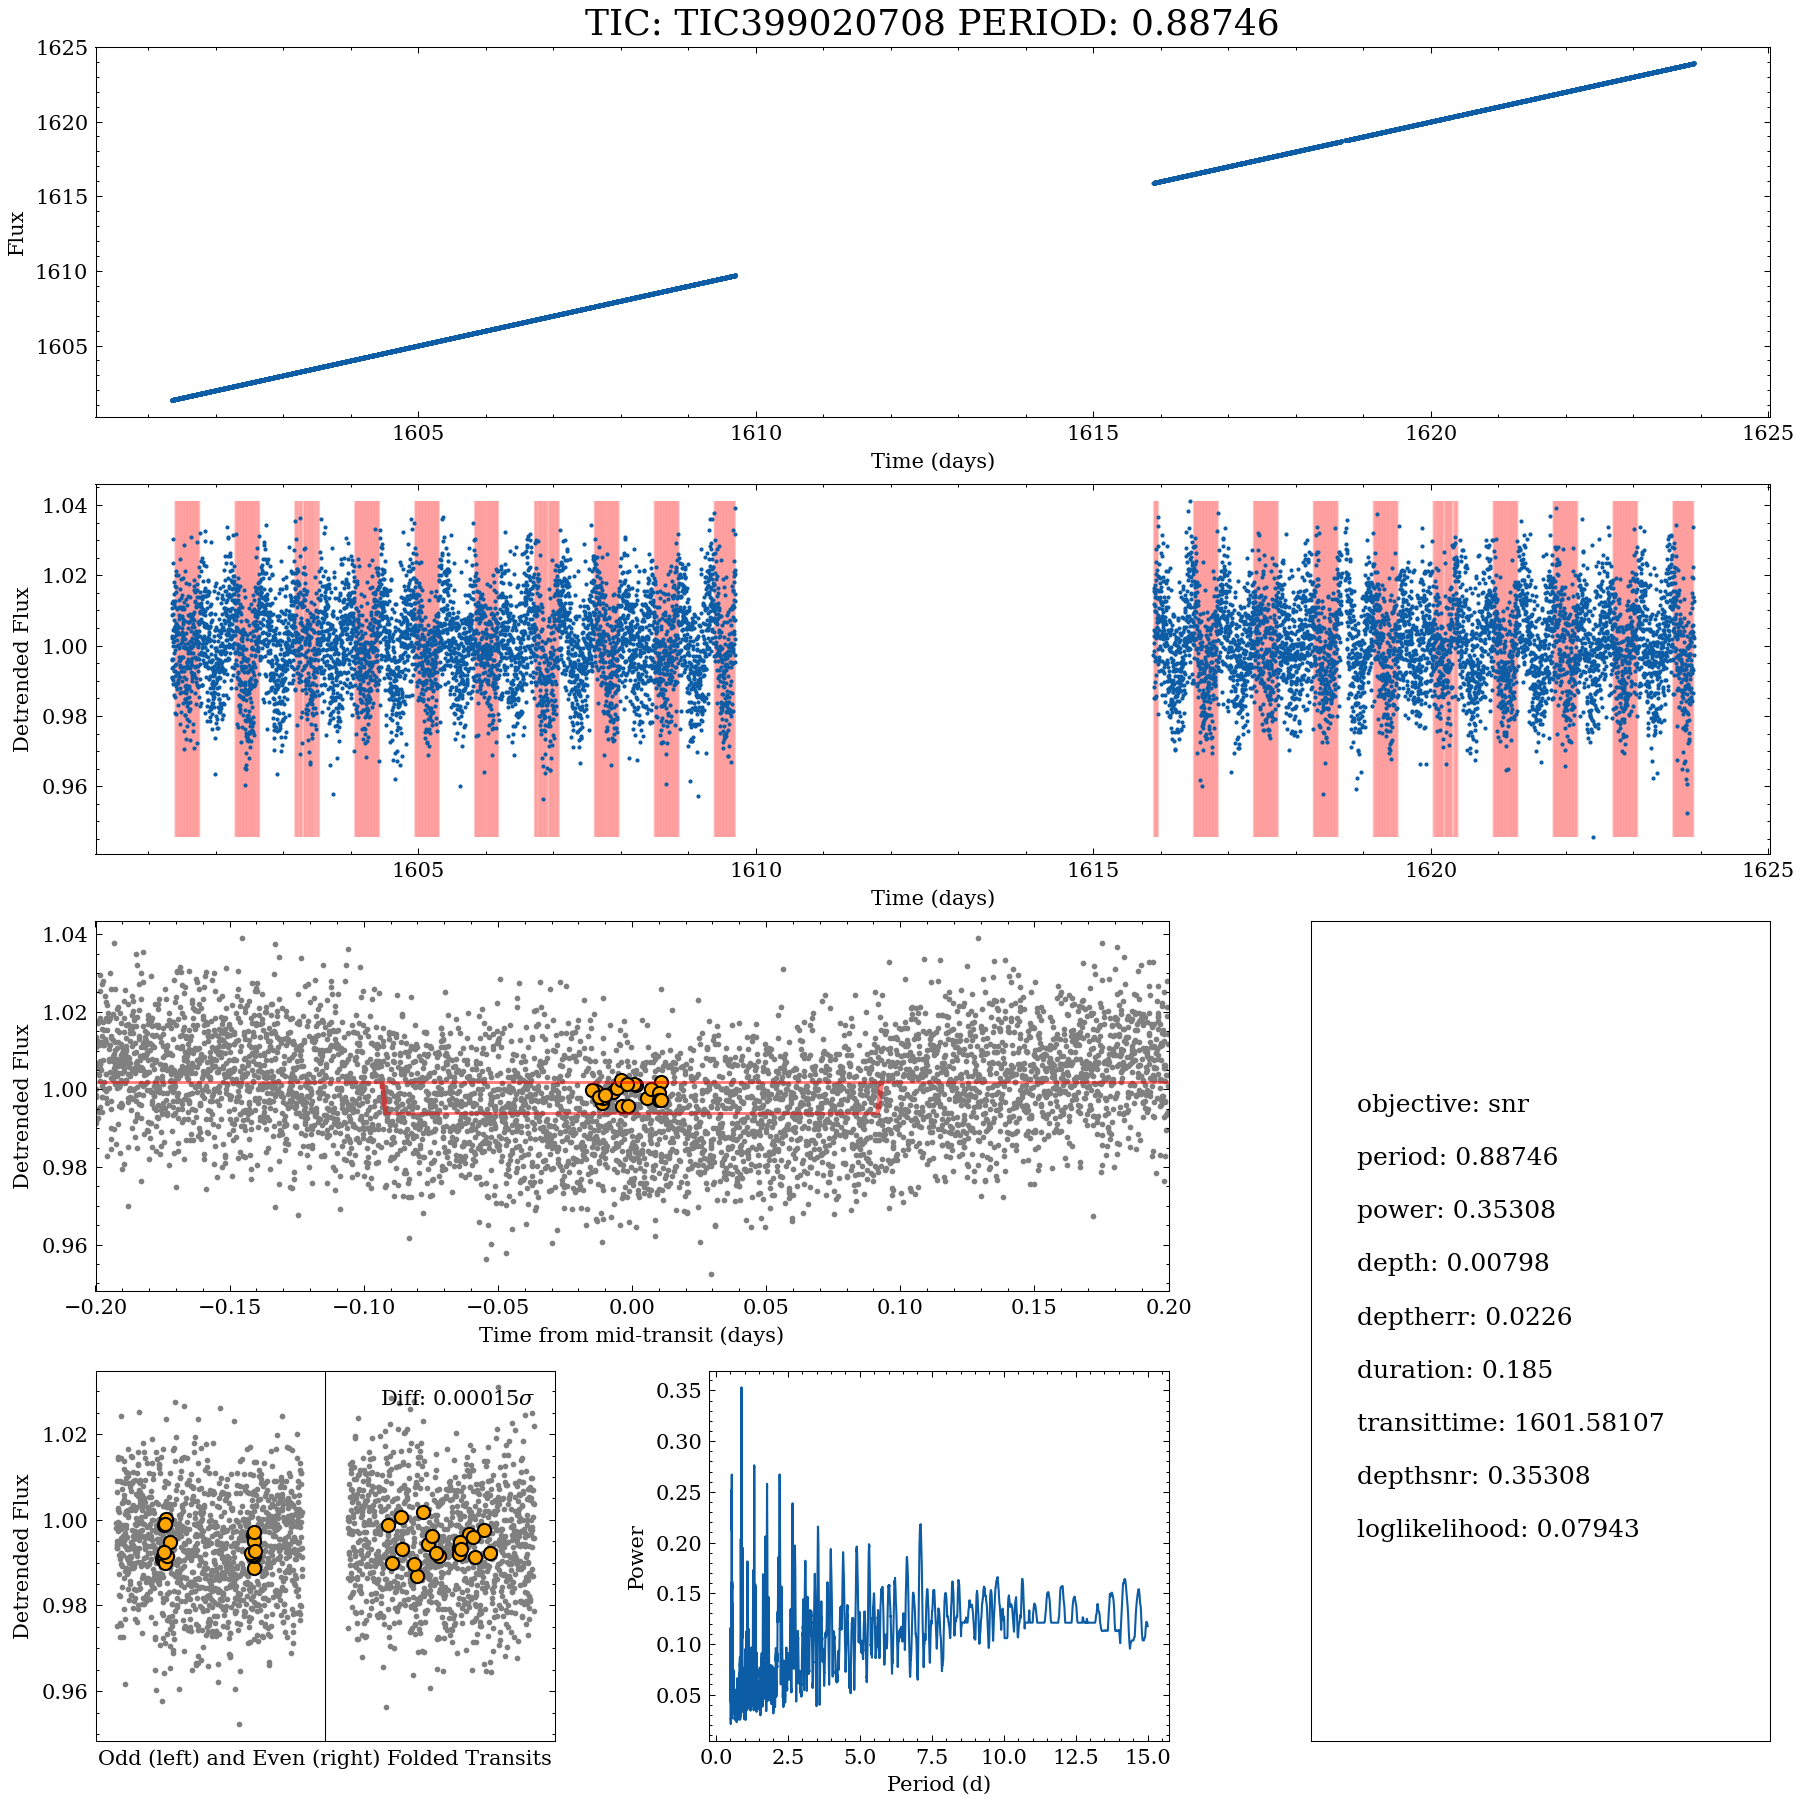 TIC: TIC399020708 PERIOD: 0.88746
1625
1620
1615
1610
1605
Flux
1605 1610 1615 1620 1625
Time (days)
1.04
1.02
1.00
0.98
0.96
Detrended Flux
1605 1610 1615 1620 1625
Time (days)
1.04
1.02
1.00
0.98
0.96
Detrended Flux
−0.20 −0.15 −0.10 −0.05 0.00 0.05 0.10 0.15 0.20
Time from mid-transit (days)
objective: snr
period: 0.88746
power: 0.35308
depth: 0.00798
deptherr: 0.0226
duration: 0.185
transittime: 1601.58107
depthsnr: 0.35308
loglikelihood: 0.07943
Diff: 0.00015σ
1.02
1.00
0.98
0.96
Detrended Flux
Odd (left) and Even (right) Folded Transits
0.35
0.30
0.25
0.20
0.15
0.10
0.05
Power
0.0 2.5 5.0 7.5 10.0 12.5 15.0
Period (d)